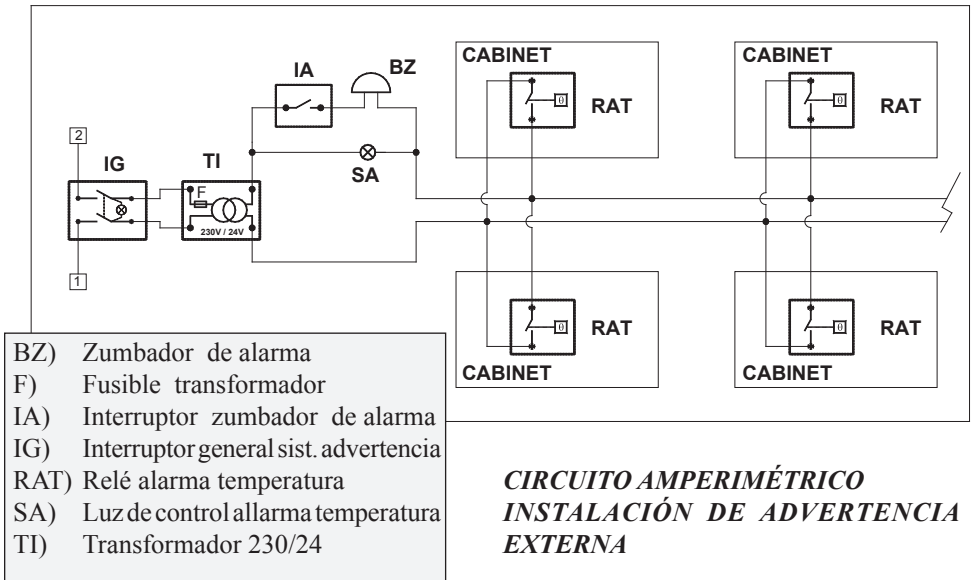 CABINET
CABINET
IA
BZ
RAT
RAT
2
IG
TI
SA
F
230V / 24V
1
RAT
RAT
CABINET
CABINET
BZ) Zumbador de alarma
F) Fusible transformador
IA) Interruptor zumbador de alarma
IG) Interruptor general sist. advertencia
RAT) Relé alarma temperatura
SA) Luz de control allarma temperatura
TI) Transformador 230/24
CIRCUITO AMPERIMÉTRICO
INSTALACIÓN DE ADVERTENCIA
EXTERNA
θ
θ
θ
θ